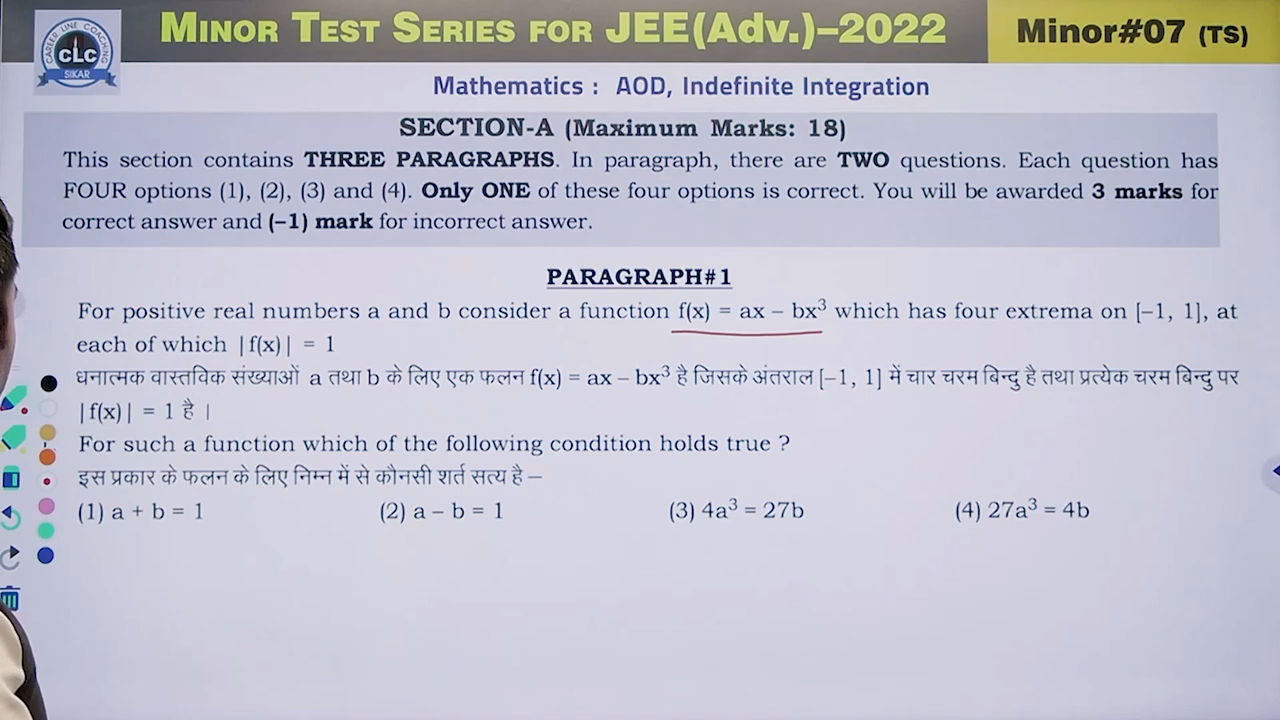 CAREER LINE COACHING
CLC
SIKAR
MINOR TEST SERIES FOR JEE(Adv.)–2022
Minor#07 (TS)
Mathematics : AOD, Indefinite Integration
SECTION-A (Maximum Marks: 18)
This section contains THREE PARAGRAPHS. In paragraph, there are TWO questions. Each question has
FOUR options (1), (2), (3) and (4). Only ONE of these four options is correct. You will be awarded 3 marks for
correct answer and (–1) mark for incorrect answer.
PARAGRAPH#1
For positive real numbers a and b consider a function f(x) = ax – bx³ which has four extrema on [–1, 1], at
each of which |f(x)| = 1
धनात्मक वास्तविक संख्याओं a तथा b के लिए एक फलन f(x) = ax – bx³ है जिसके अंतराल [–1, 1] में चार चरम बिन्दु है तथा प्रत्येक चरम बिन्दु पर
|f(x)| = 1 है ।
For such a function which of the following condition holds true ?
इस प्रकार के फलन के लिए निम्न में से कौनसी शर्त सत्य है –
(1) a + b = 1 (2) a – b = 1 (3) 4a³ = 27b (4) 27a³ = 4b